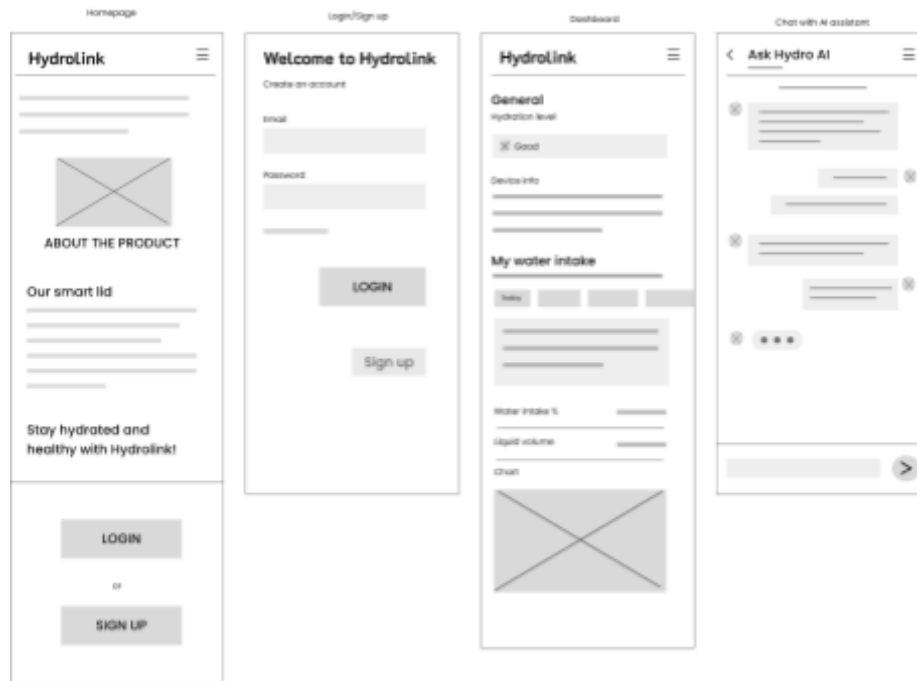 Homepage
Hydrolink
ABOUT THE PRODUCT
Our smart lid
Stay hydrated and
healthy with Hydrolink!
LOGIN
or
SIGN UP
Login/Sign up
Welcome to Hydrolink
Create an account
Email
Password
LOGIN
Sign up
Dashboard
Hydrolink
General
Hydration level
Good
Device info
My water intake
Today
Water intake %
Liquid volume
Chart
Chat with AI assistant
< Ask Hydro AI
>